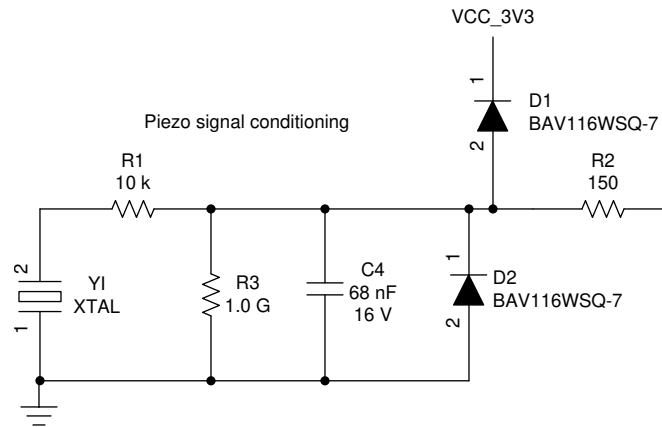 VCC_3V3
1
D1
BAV116WSQ-7
2
Piezo signal conditioning
R1
10 k
R2
150
2
YI
XTAL
1
R3
1.0 G
C4
68 nF
16 V
1
D2
BAV116WSQ-7
2